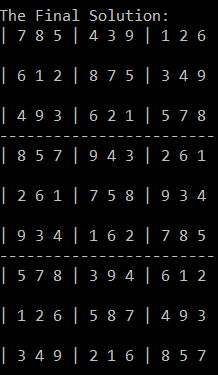 The Final Solution:
| 7 8 5 | 4 3 9 | 1 2 6
| 6 1 2 | 8 7 5 | 3 4 9
| 4 9 3 | 6 2 1 | 5 7 8
------------------------
| 8 5 7 | 9 4 3 | 2 6 1
| 2 6 1 | 7 5 8 | 9 3 4
| 9 3 4 | 1 6 2 | 7 8 5
------------------------
| 5 7 8 | 3 9 4 | 6 1 2
| 1 2 6 | 5 8 7 | 4 9 3
| 3 4 9 | 2 1 6 | 8 5 7